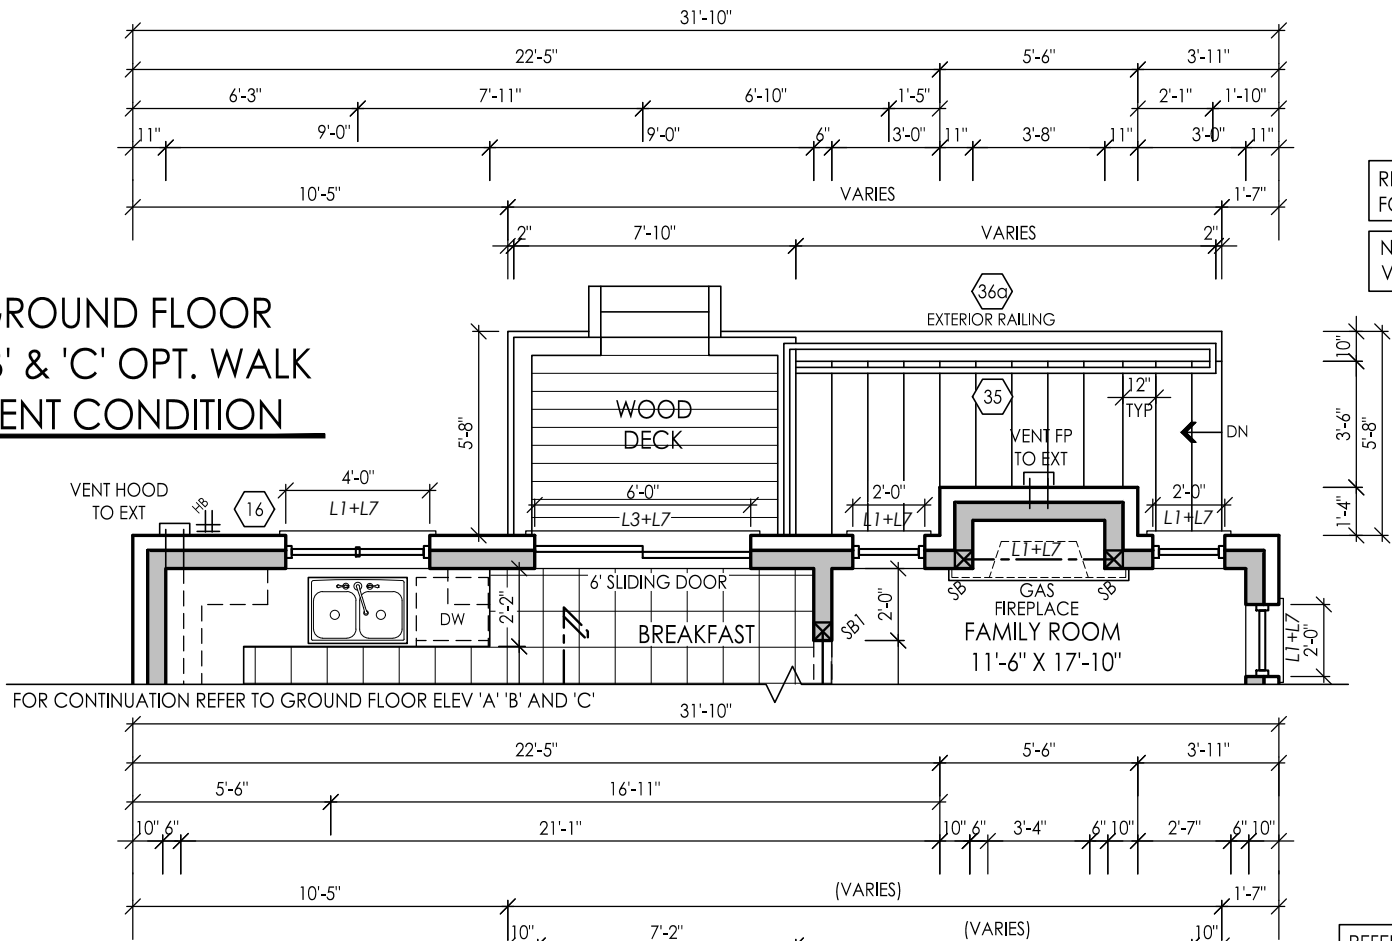 31'-10"
22'-5" 5'-6" 3'-11"
6'-3" 7'-11" 6'-10" 1'-5" 2'-1" 1'-10"
11" 9'-0" 9'-0" 6" 3'-0" 11" 3'-8" 11" 3'-0" 11"
10'-5" VARIES 1'-7"
2" 7'-10" VARIES 2"
GROUND FLOOR
& 'C' OPT. WALK
CONDITION
36a
EXTERIOR RAILING
5'-8"
WOOD
DECK
35
12"
TYP
DN
VENT FP
TO EXT
10"
3'-6"
5'-8"
1'-4"
VENT HOOD
TO EXT
HB
16
4'-0"
L1+L7
6'-0"
L3+L7
2'-0"
L1+L7
2'-0"
L1+L7
L1+L7
6' SLIDING DOOR
DW
2'-2"
BREAKFAST
SB1
2'-0"
SB
SB
GAS
FIREPLACE
FAMILY ROOM
11'-6" X 17'-10"
L1+L7
2'-0"
FOR CONTINUATION REFER TO GROUND FLOOR ELEV 'A' 'B' AND 'C'
31'-10"
22'-5" 5'-6" 3'-11"
5'-6" 16'-11"
10" 6" 21'-1" 10" 6" 3'-4" 6" 10" 2'-7" 6" 10"
10'-5" (VARIES) 1'-7"
10" 7'-2" (VARIES) 10"